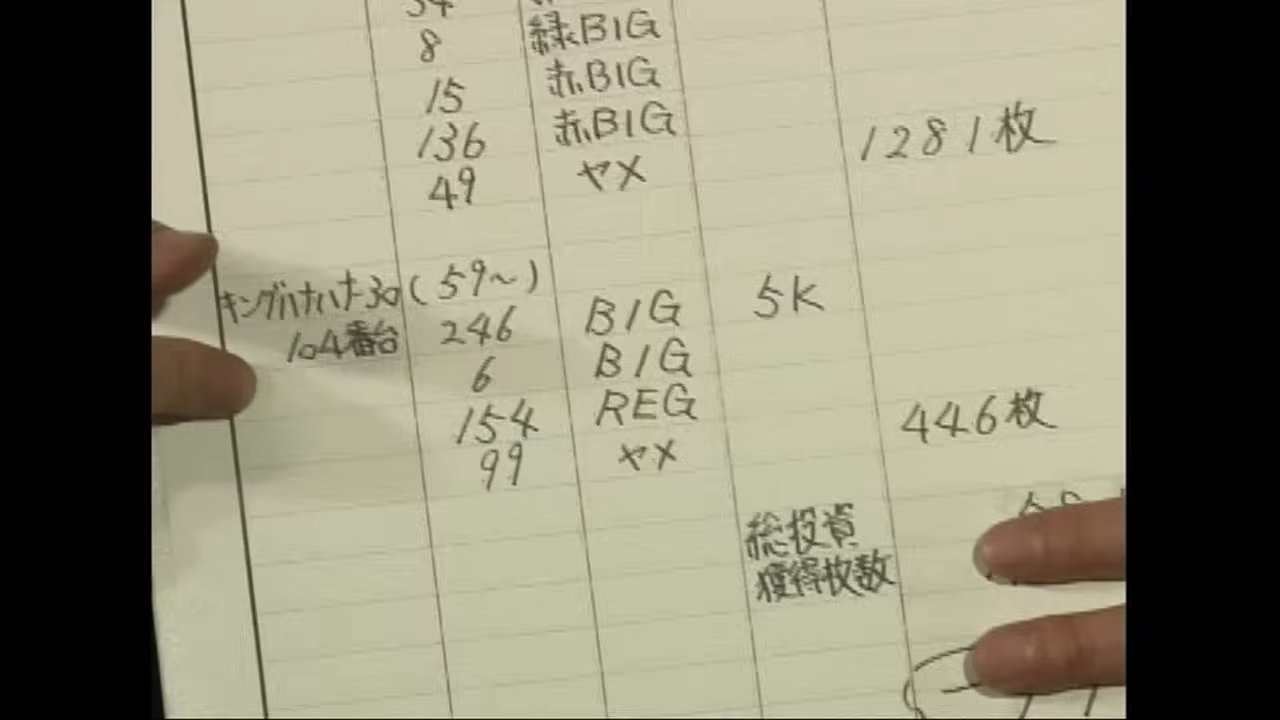 34
8 緑BIG
15 赤BIG
136 赤BIG 1281枚
49 ヤメ
キングハナハナ-30 (59~)
104番台 246 BIG 5K
6 BIG
154 REG
99 ヤメ 446枚
総投資
獲得枚数